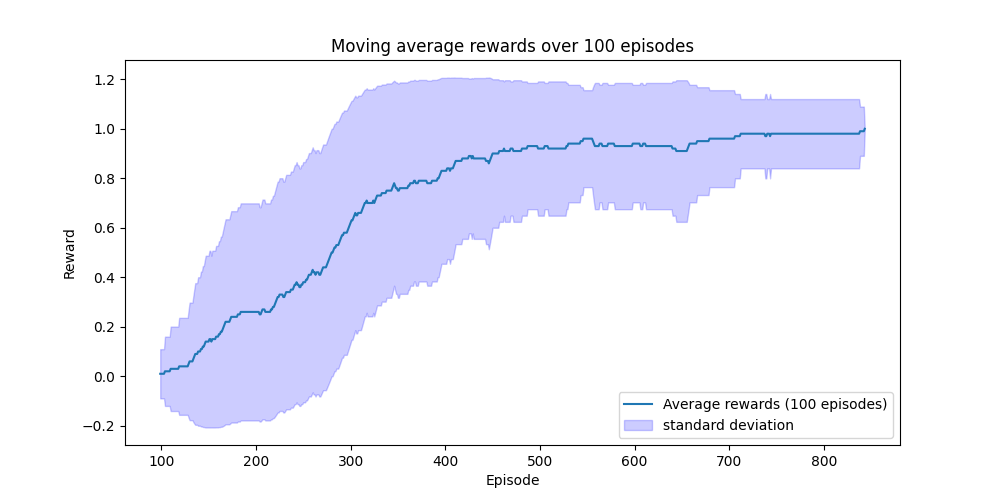 Moving average rewards over 100 episodes
Reward
1.2
1.0
0.8
0.6
0.4
0.2
0.0
−0.2
Average rewards (100 episodes)
standard deviation
100 200 300 400 500 600 700 800
Episode